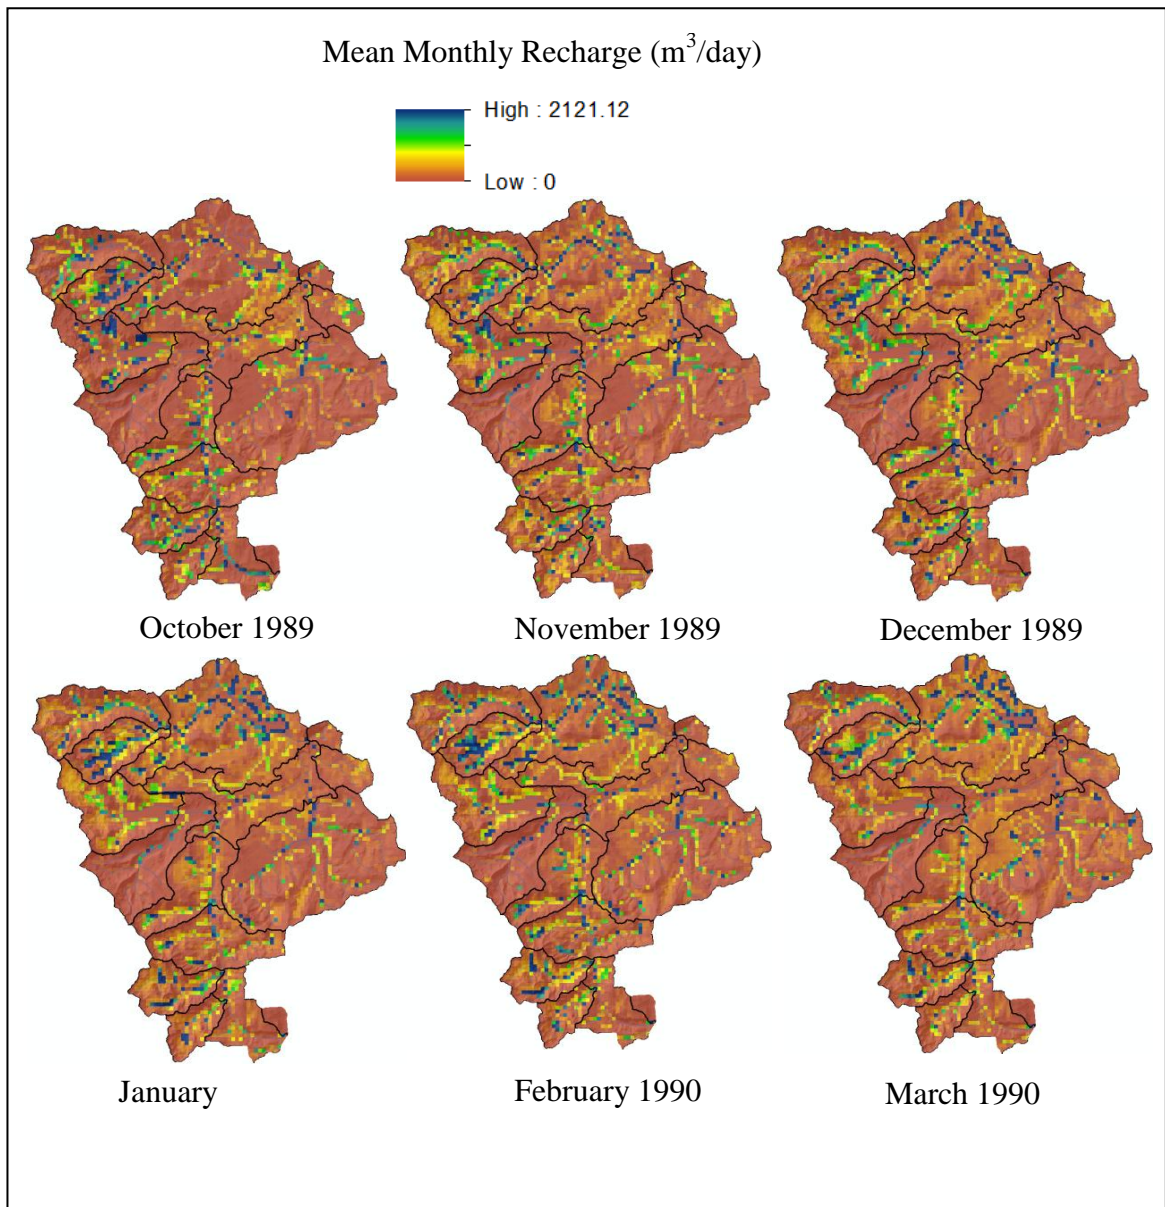 Mean Monthly Recharge (m³/day)
High : 2121.12
Low : 0
October 1989
November 1989
December 1989
January
February 1990
March 1990